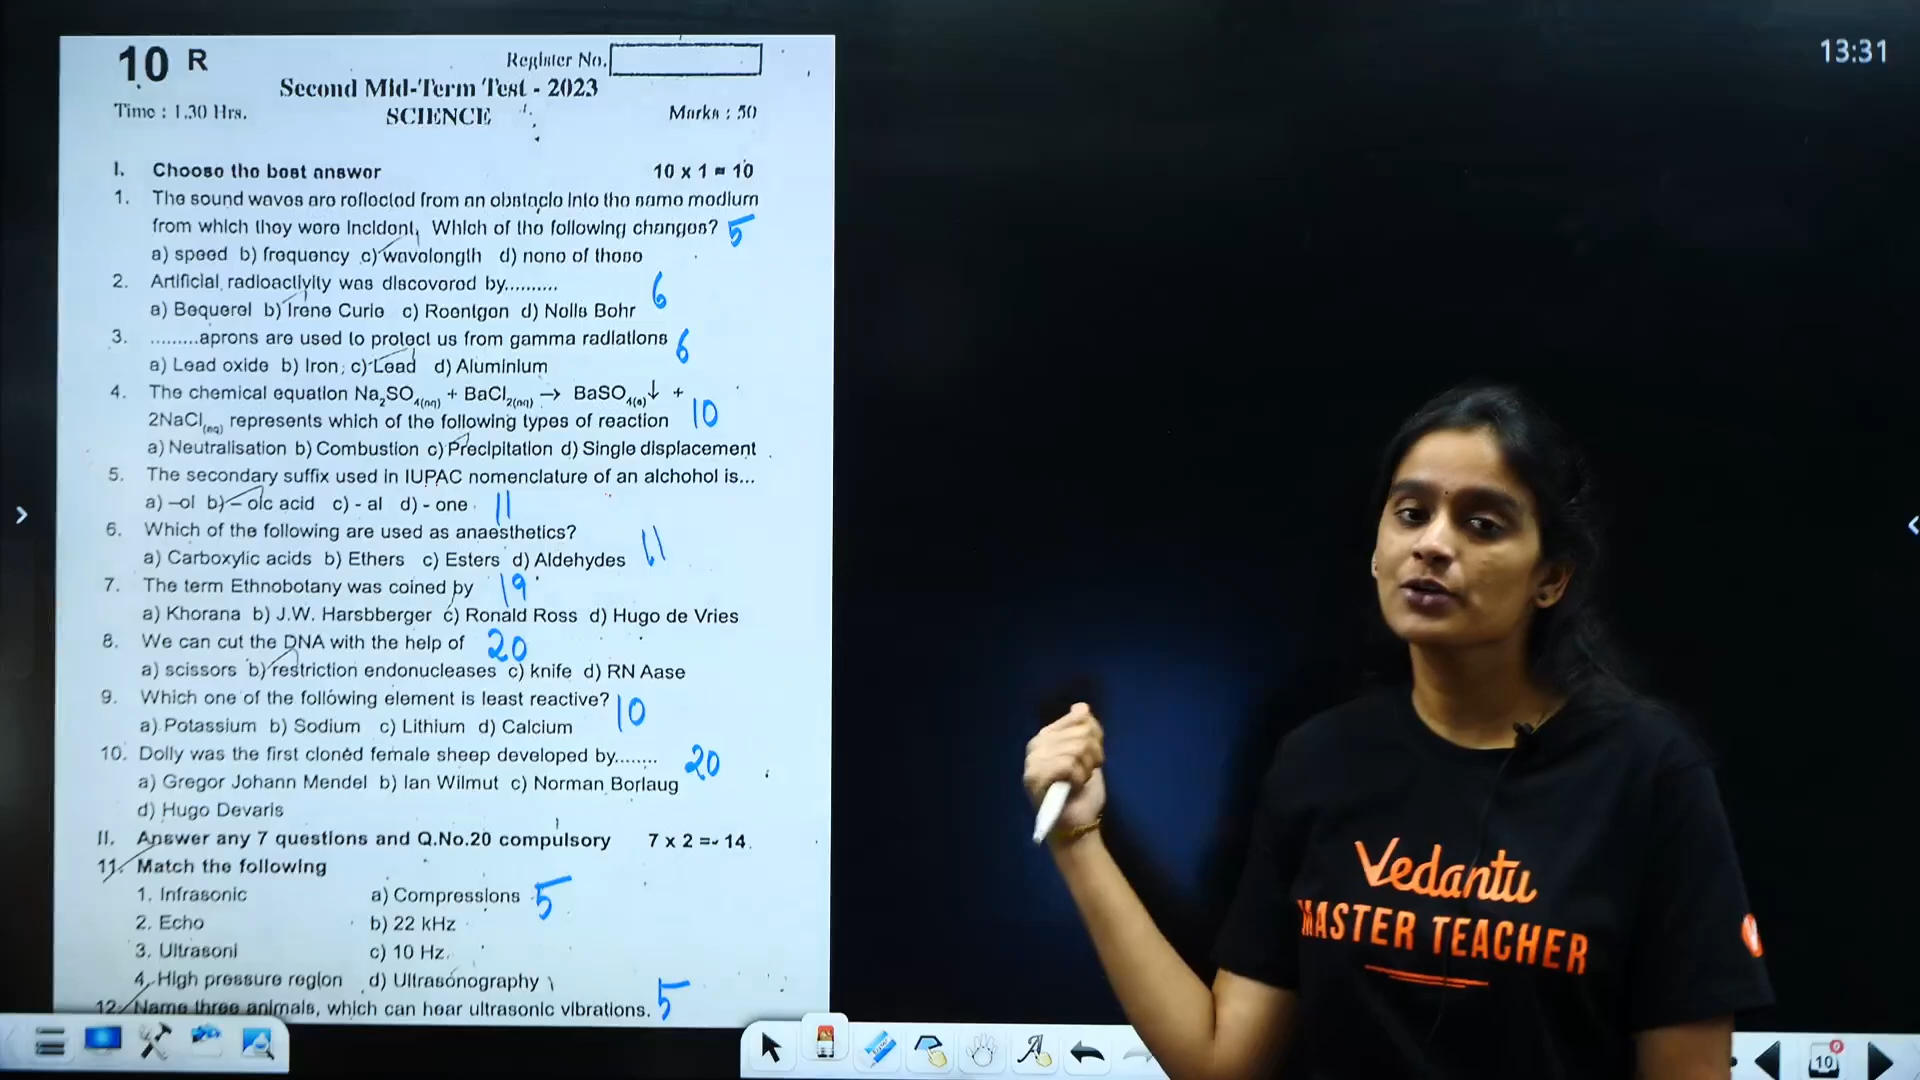 10 R
Register No.
Second Mid-Term Test - 2023
Time : 1.30 Hrs.
SCIENCE
Marks : 50
I. Choose the best answer 10 x 1 = 10
1. The sound waves are reflected from an obstacle into the same medium
from which they were incident. Which of the following changes? 5
a) speed b) frequency c) wavelength d) none of these
2. Artificial radioactivity was discovered by..........
6
a) Bequerel b) Irene Curie c) Roentgen d) Neils Bohr
3. .........aprons are used to protect us from gamma radiations 6
a) Lead oxide b) Iron c) Lead d) Aluminium
4. The chemical equation Na₂SO₄(aq) + BaCl₂(aq) → BaSO₄(s)↓ +
2NaCl(aq) represents which of the following types of reaction 10
a) Neutralisation b) Combustion c) Precipitation d) Single displacement
5. The secondary suffix used in IUPAC nomenclature of an alchohol is...
a) –ol b) – oic acid c) - al d) - one 11
6. Which of the following are used as anaesthetics?
11
a) Carboxylic acids b) Ethers c) Esters d) Aldehydes
7. The term Ethnobotany was coined by 19
a) Khorana b) J.W. Harsbberger c) Ronald Ross d) Hugo de Vries
8. We can cut the DNA with the help of 20
a) scissors b) restriction endonucleases c) knife d) RN Aase
9. Which one of the following element is least reactive? 10
a) Potassium b) Sodium c) Lithium d) Calcium
10. Dolly was the first cloned female sheep developed by........ 20
a) Gregor Johann Mendel b) Ian Wilmut c) Norman Borlaug
d) Hugo Devaris
II. Answer any 7 questions and Q.No.20 compulsory 7 x 2 = 14
11. Match the following
1. Infrasonic a) Compressions 5
2. Echo b) 22 kHz
3. Ultrasoni c) 10 Hz
4. High pressure region d) Ultrasonography
12. Name three animals, which can hear ultrasonic vibrations. 5
13:31
Vedantu
MASTER TEACHER
10